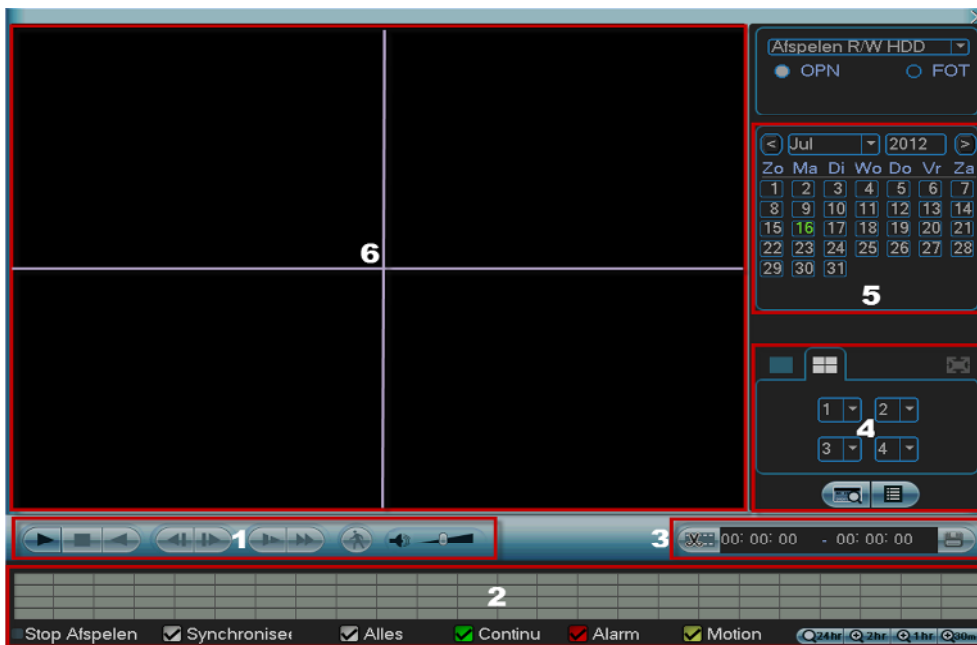 Afspelen R/W HDD
OPN FOT
< Jul 2012 >
Zo Ma Di Wo Do Vr Za
1 2 3 4 5 6 7
8 9 10 11 12 13 14
15 16 17 18 19 20 21
22 23 24 25 26 27 28
29 30 31
5
6
1 2
4
3 4
1
3
00: 00: 00 - 00: 00: 00
2
Stop Afspelen Synchronisee Alles Continu Alarm Motion 24hr 2hr 1hr 30m